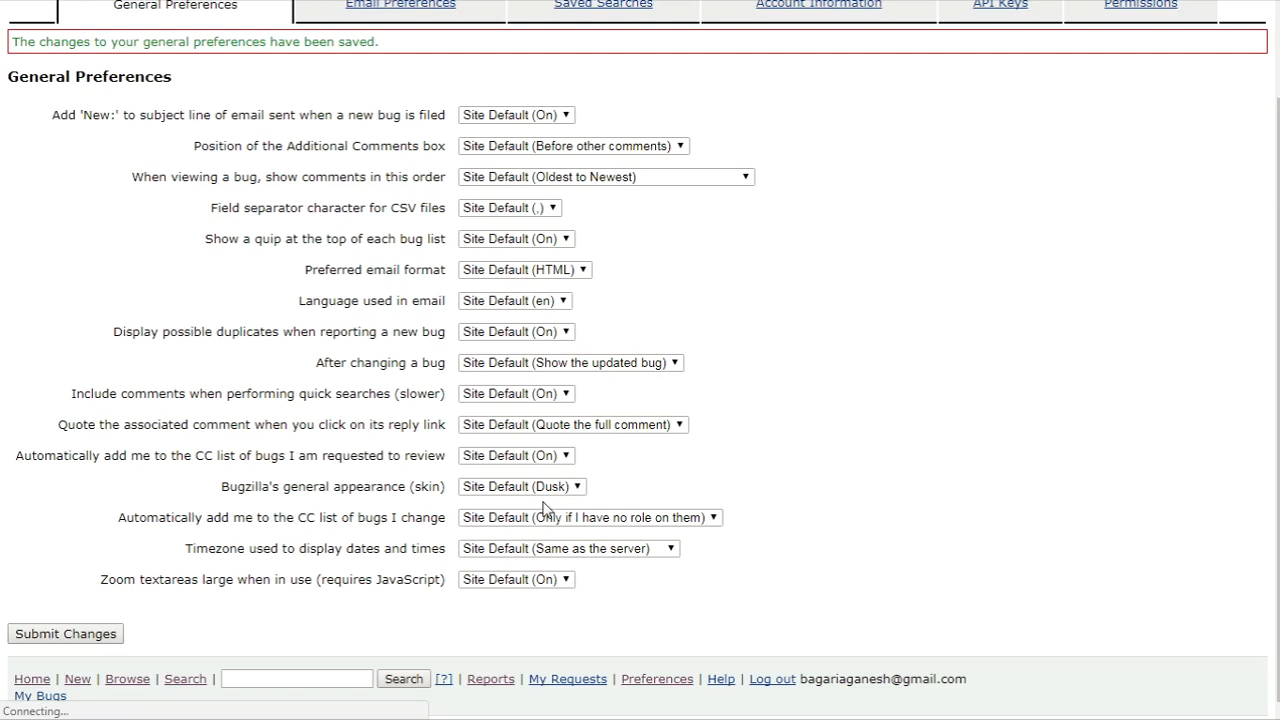 General Preferences Email Preferences Saved Searches Account Information API Keys Permissions
The changes to your general preferences have been saved.
General Preferences
Add 'New:' to subject line of email sent when a new bug is filed Site Default (On)
Position of the Additional Comments box Site Default (Before other comments)
When viewing a bug, show comments in this order Site Default (Oldest to Newest)
Field separator character for CSV files Site Default (,)
Show a quip at the top of each bug list Site Default (On)
Preferred email format Site Default (HTML)
Language used in email Site Default (en)
Display possible duplicates when reporting a new bug Site Default (On)
After changing a bug Site Default (Show the updated bug)
Include comments when performing quick searches (slower) Site Default (On)
Quote the associated comment when you click on its reply link Site Default (Quote the full comment)
Automatically add me to the CC list of bugs I am requested to review Site Default (On)
Bugzilla's general appearance (skin) Site Default (Dusk)
Automatically add me to the CC list of bugs I change Site Default (Only if I have no role on them)
Timezone used to display dates and times Site Default (Same as the server)
Zoom textareas large when in use (requires JavaScript) Site Default (On)
Submit Changes
Home | New | Browse | Search | Search [?] | Reports | My Requests | Preferences | Help | Log out bagariaganesh@gmail.com
My Bugs
Connecting...